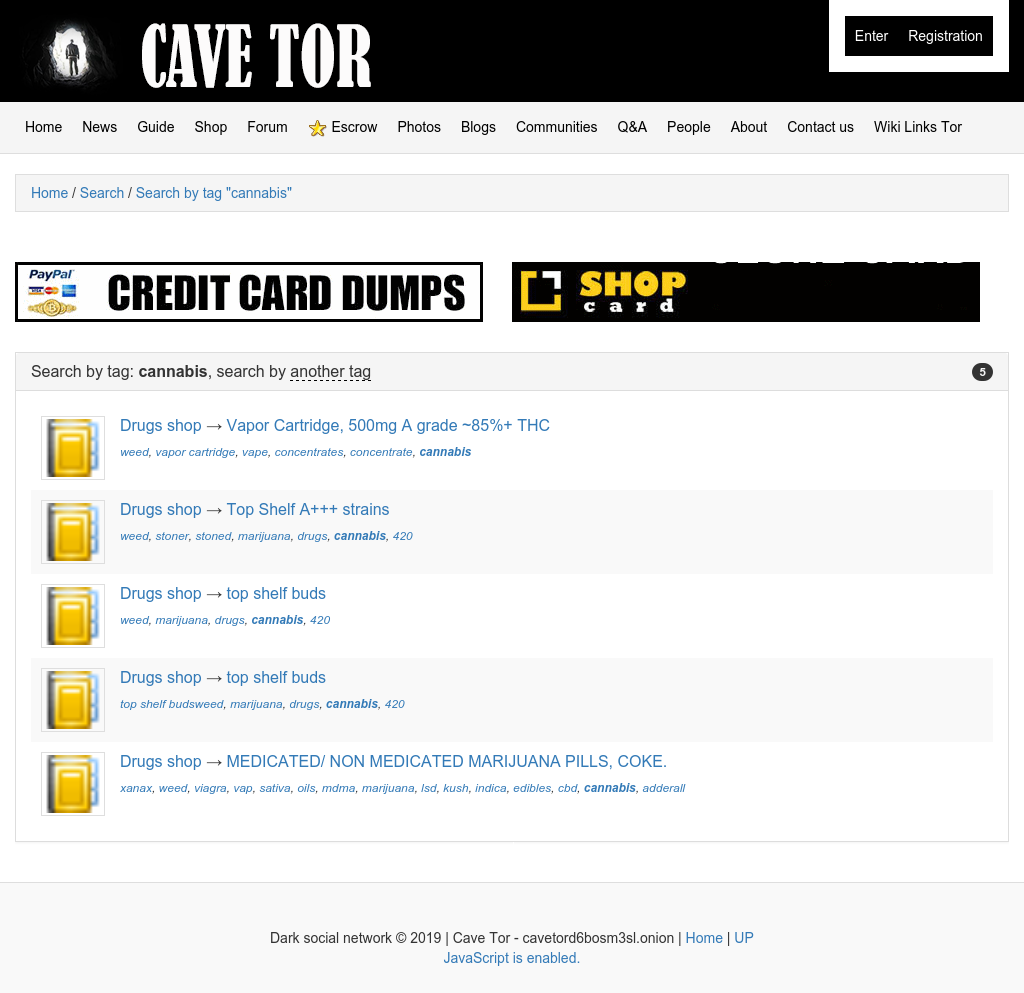 CAVE TOR
Enter Registration
Home News Guide Shop Forum Escrow Photos Blogs Communities Q&A People About Contact us Wiki Links Tor
Home / Search / Search by tag "cannabis"
PayPal
VISA
CREDIT CARD DUMPS
SHOP
card
Search by tag: cannabis, search by another tag 5
Drugs shop → Vapor Cartridge, 500mg A grade ~85%+ THC
weed, vapor cartridge, vape, concentrates, concentrate, cannabis
Drugs shop → Top Shelf A+++ strains
weed, stoner, stoned, marijuana, drugs, cannabis, 420
Drugs shop → top shelf buds
weed, marijuana, drugs, cannabis, 420
Drugs shop → top shelf buds
top shelf budsweed, marijuana, drugs, cannabis, 420
Drugs shop → MEDICATED/ NON MEDICATED MARIJUANA PILLS, COKE.
xanax, weed, viagra, vap, sativa, oils, mdma, marijuana, lsd, kush, indica, edibles, cbd, cannabis, adderall
Dark social network © 2019 | Cave Tor - cavetord6bosm3sl.onion | Home | UP
JavaScript is enabled.